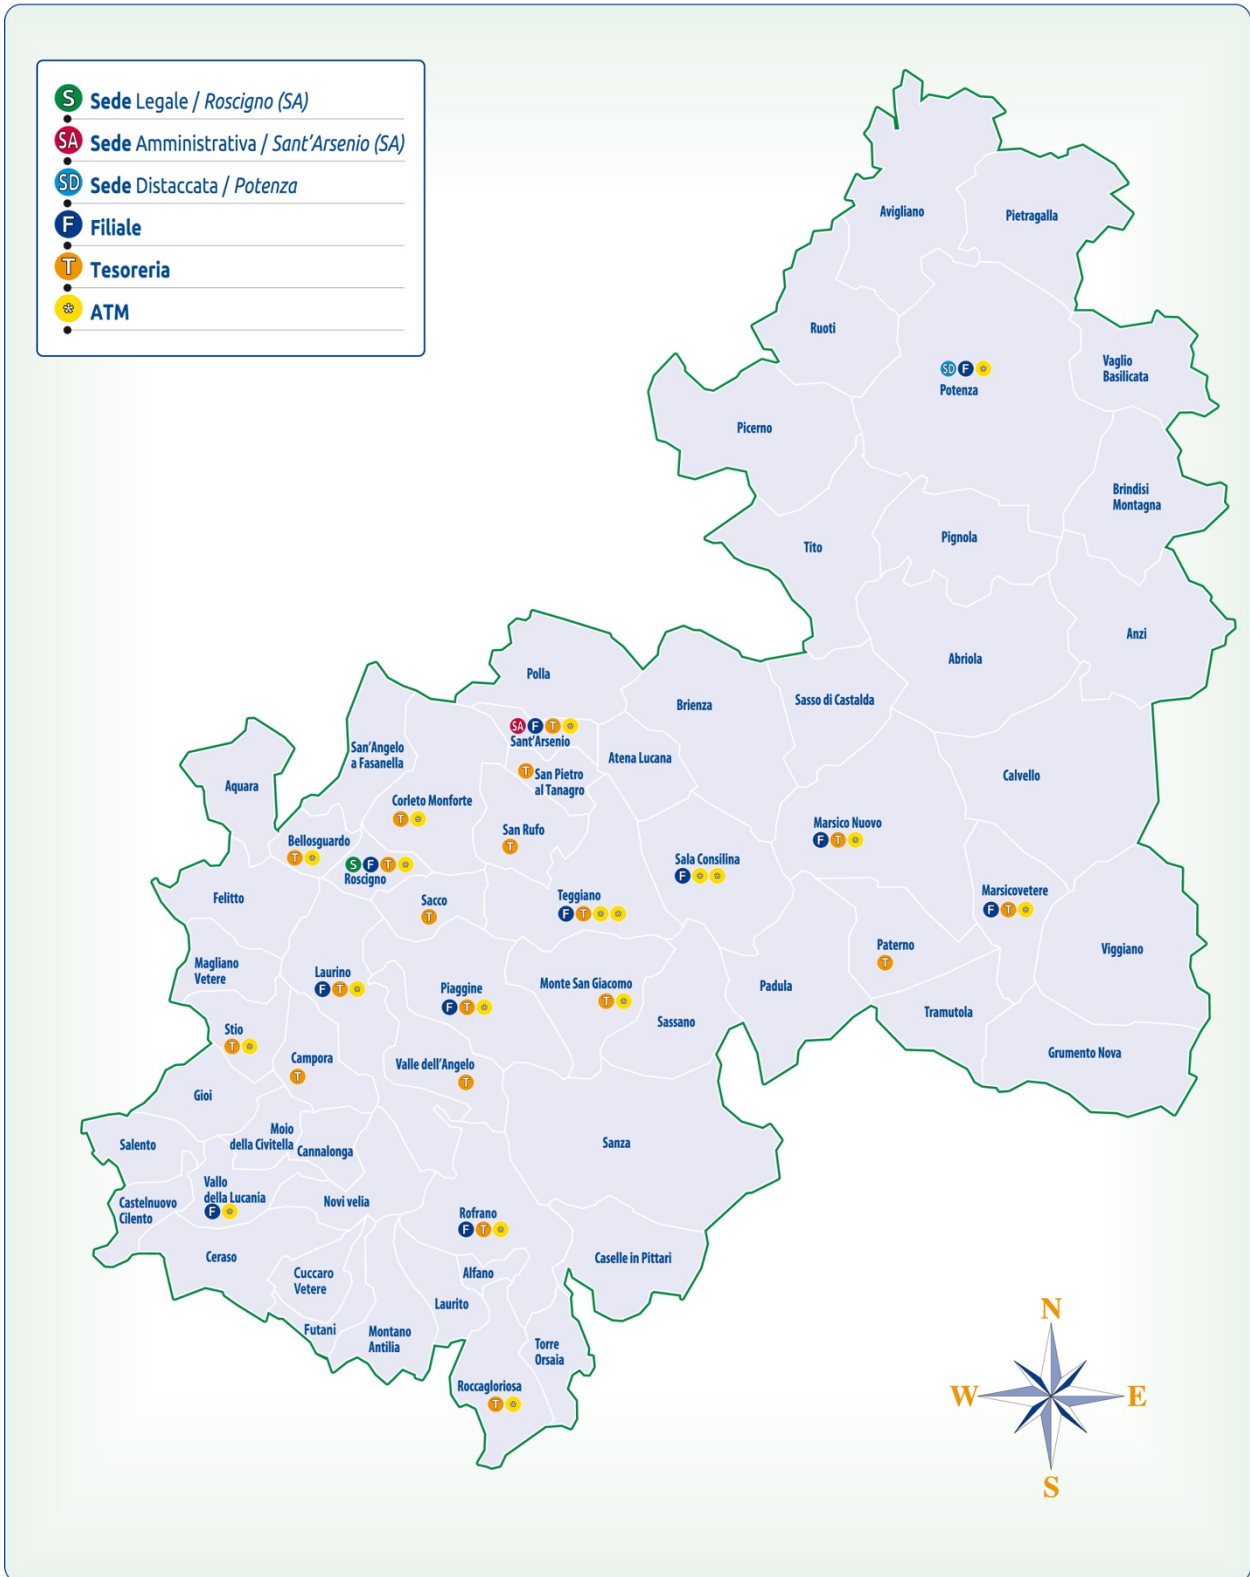 S Sede Legale / Roscigno (SA)
SA Sede Amministrativa / Sant'Arsenio (SA)
SD Sede Distaccata / Potenza
F Filiale
T Tesoreria
* ATM
Avigliano
Pietragalla
Ruoti
Vaglio
Basilicata
SD F *
Potenza
Picerno
Brindisi
Montagna
Pignola
Tito
Anzi
Abriola
Polla
Sasso di Castalda
Brienza
SA F T *
Sant'Arsenio
San'Angelo
a Fasanella
Atena Lucana
T San Pietro
al Tanagro
Calvello
Aquara
Corleto Monforte
T *
Marsico Nuovo
F T *
San Rufo
T
Bellosguardo
T *
Sala Consilina
F * *
S F T *
Roscigno
Marsicovetere
F T *
Teggiano
F T * *
Felitto
Sacco
T
Paterno
T
Viggiano
Magliano
Vetere
Laurino
F T *
Piaggine
F T *
Monte San Giacomo
T *
Padula
Tramutola
Sassano
Stio
T *
Grumento Nova
Campora
T
Valle dell'Angelo
T
Gioi
Moio
della Civitella
Cannalonga
Salento
Sanza
Vallo
della Lucania
F *
Castelnuovo
Cilento
Novi velia
Rofrano
F T *
Ceraso
Caselle in Pittari
Cuccaro
Vetere
Alfano
Laurito
Futani
Montano
Antilia
Torre
Orsaia
Roccagloriosa
T *
N
W
E
S